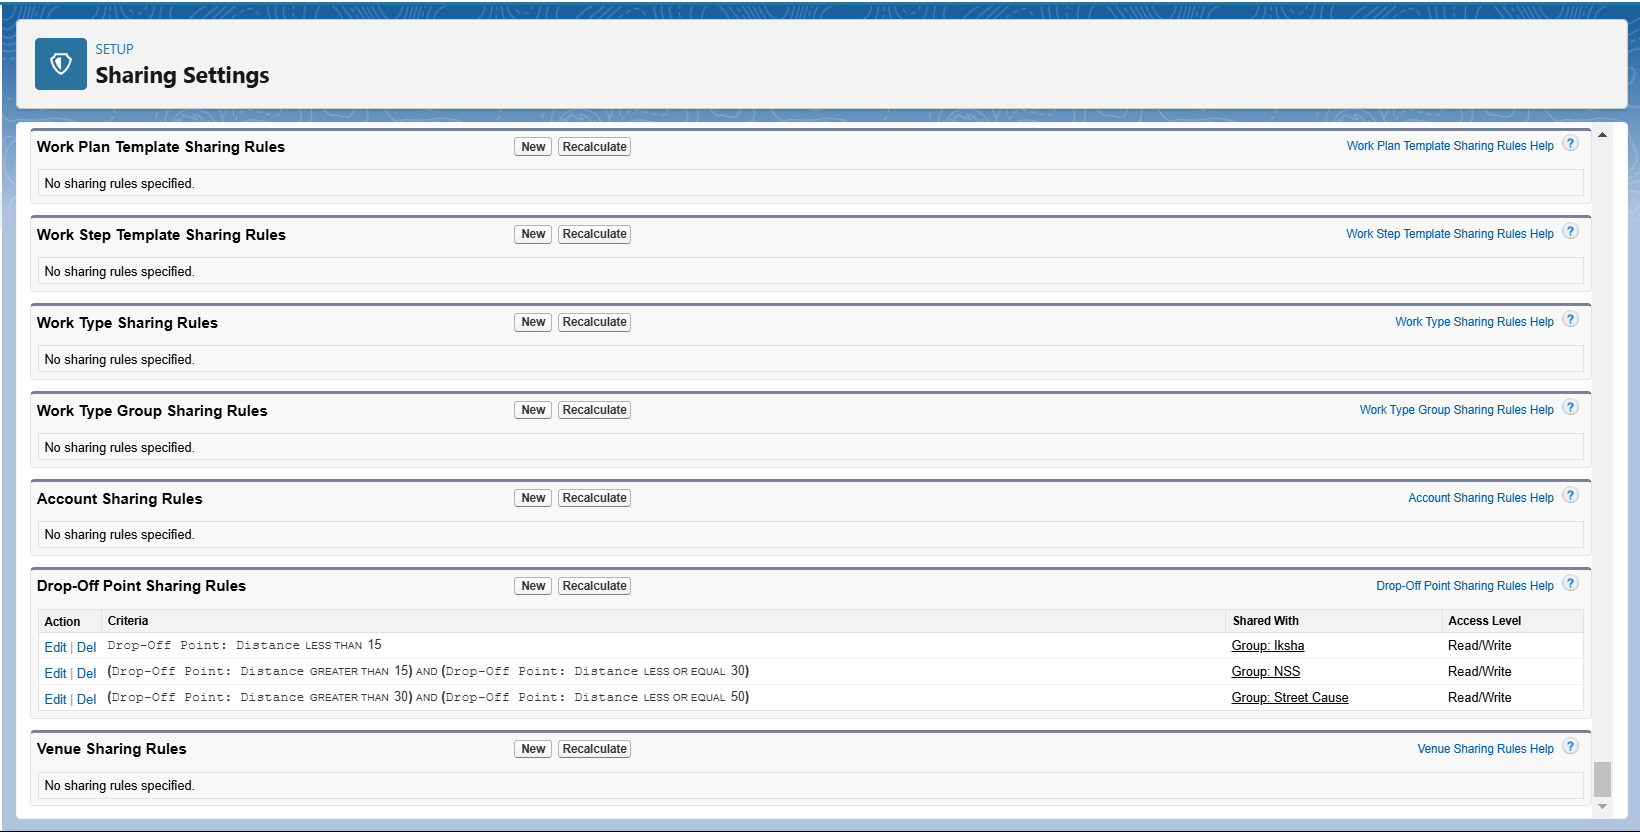 SETUP
Sharing Settings
Work Plan Template Sharing Rules New Recalculate Work Plan Template Sharing Rules Help ?
No sharing rules specified.
Work Step Template Sharing Rules New Recalculate Work Step Template Sharing Rules Help ?
No sharing rules specified.
Work Type Sharing Rules New Recalculate Work Type Sharing Rules Help ?
No sharing rules specified.
Work Type Group Sharing Rules New Recalculate Work Type Group Sharing Rules Help ?
No sharing rules specified.
Account Sharing Rules New Recalculate Account Sharing Rules Help ?
No sharing rules specified.
Drop-Off Point Sharing Rules New Recalculate Drop-Off Point Sharing Rules Help ?
Action Criteria Shared With Access Level
Edit | Del Drop-Off Point: Distance LESS THAN 15 Group: Iksha Read/Write
Edit | Del (Drop-Off Point: Distance GREATER THAN 15) AND (Drop-Off Point: Distance LESS OR EQUAL 30) Group: NSS Read/Write
Edit | Del (Drop-Off Point: Distance GREATER THAN 30) AND (Drop-Off Point: Distance LESS OR EQUAL 50) Group: Street Cause Read/Write
Venue Sharing Rules New Recalculate Venue Sharing Rules Help ?
No sharing rules specified.